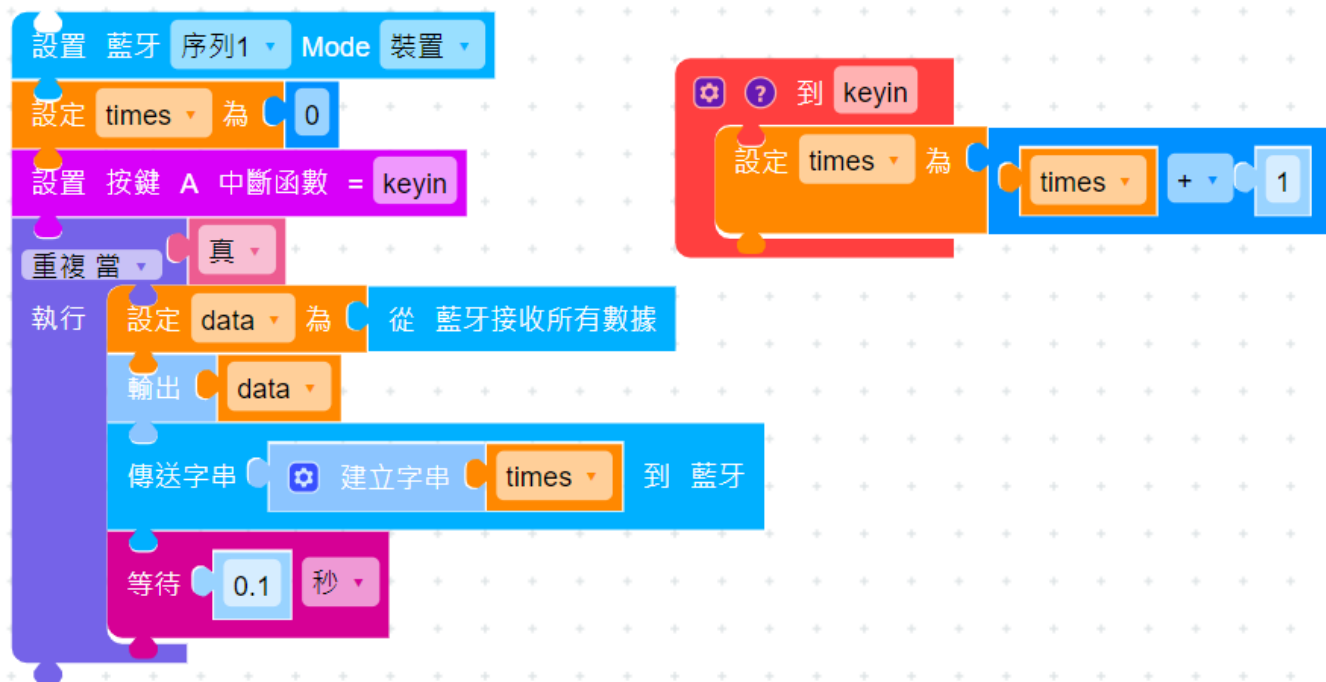 設置 藍牙 序列1 Mode 裝置
設定 times 為 0
設置 按鍵 A 中斷函數 = keyin
重複 當 真
執行
設定 data 為 從 藍牙接收所有數據
輸出 data
傳送字串 建立字串 times 到 藍牙
等待 0.1 秒
? 到 keyin
設定 times 為 times + 1